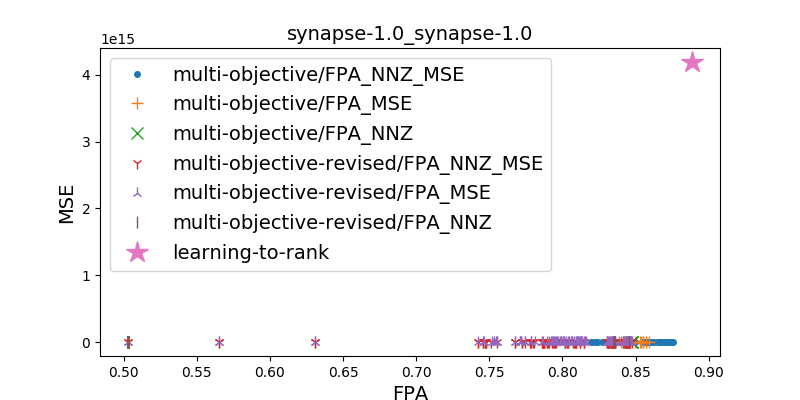 synapse-1.0_synapse-1.0
1e15
multi-objective/FPA_NNZ_MSE
multi-objective/FPA_MSE
multi-objective/FPA_NNZ
multi-objective-revised/FPA_NNZ_MSE
multi-objective-revised/FPA_MSE
multi-objective-revised/FPA_NNZ
learning-to-rank
MSE
4
3
2
1
0
0.50 0.55 0.60 0.65 0.70 0.75 0.80 0.85 0.90
FPA